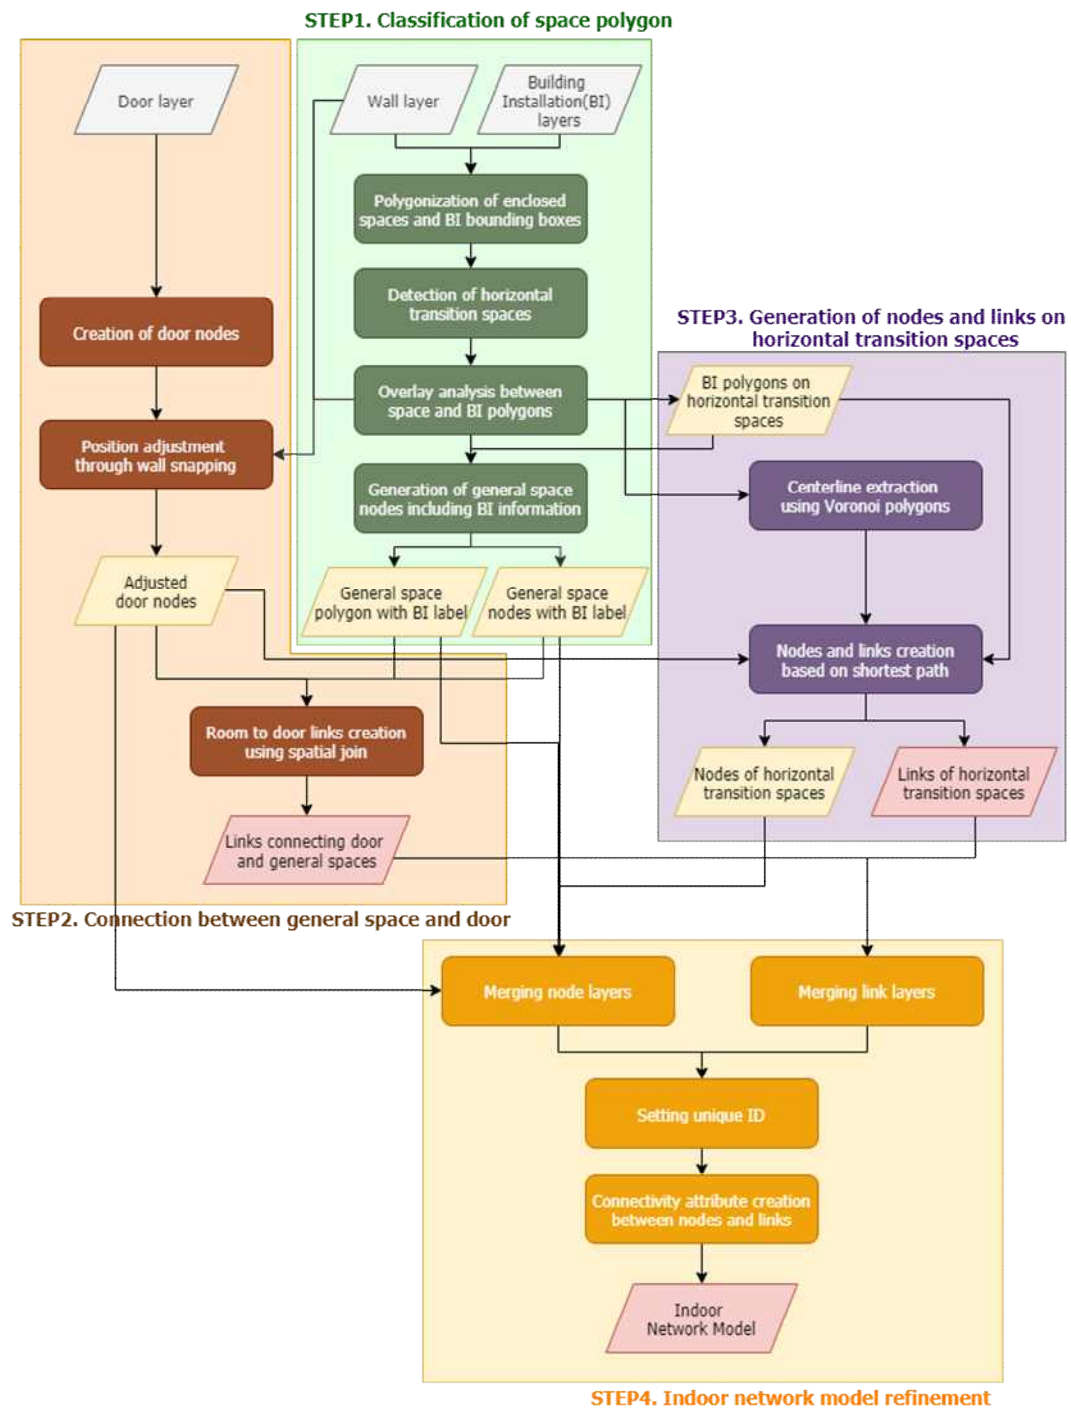 STEP1. Classification of space polygon
Door layer
Wall layer
Building
Installation(BI)
layers
Polygonization of enclosed
spaces and BI bounding boxes
Detection of horizontal
transition spaces
Creation of door nodes
STEP3. Generation of nodes and links on
horizontal transition spaces
Overlay analysis between
space and BI polygons
BI polygons on
horizontal transition
spaces
Position adjustment
through wall snapping
Generation of general space
nodes including BI information
Centerline extraction
using Voronoi polygons
Adjusted
door nodes
General space
polygon with BI label
General space
nodes with BI label
Nodes and links creation
based on shortest path
Room to door links creation
using spatial join
Nodes of horizontal
transition spaces
Links of horizontal
transition spaces
Links connecting door
and general spaces
STEP2. Connection between general space and door
Merging node layers
Merging link layers
Setting unique ID
Connectivity attribute creation
between nodes and links
Indoor
Network Model
STEP4. Indoor network model refinement